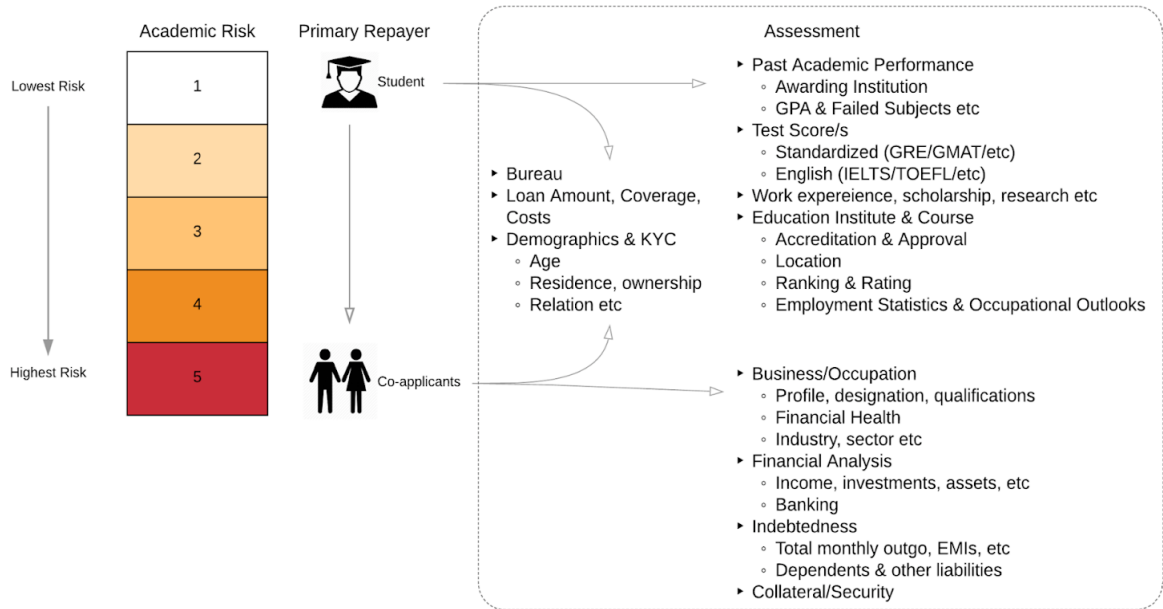 Academic Risk
Primary Repayer
Assessment
Lowest Risk
Highest Risk
1
2
3
4
5
Student
Co-applicants
‣ Bureau
‣ Loan Amount, Coverage,
Costs
‣ Demographics & KYC
◦ Age
◦ Residence, ownership
◦ Relation etc
‣ Past Academic Performance
◦ Awarding Institution
◦ GPA & Failed Subjects etc
‣ Test Score/s
◦ Standardized (GRE/GMAT/etc)
◦ English (IELTS/TOEFL/etc)
‣ Work expereience, scholarship, research etc
‣ Education Institute & Course
◦ Accreditation & Approval
◦ Location
◦ Ranking & Rating
◦ Employment Statistics & Occupational Outlooks
‣ Business/Occupation
◦ Profile, designation, qualifications
◦ Financial Health
◦ Industry, sector etc
‣ Financial Analysis
◦ Income, investments, assets, etc
◦ Banking
‣ Indebtedness
◦ Total monthly outgo, EMIs, etc
◦ Dependents & other liabilities
‣ Collateral/Security